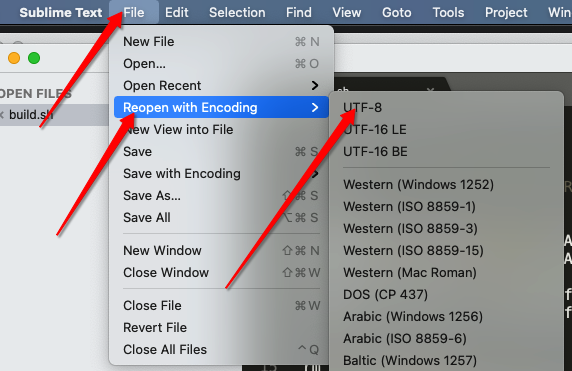 Sublime Text File Edit Selection Find View Goto Tools Project Win
OPEN FILES
build.sh
New File ⌘ N
Open... ⌘ O
Open Recent
Reopen with Encoding
New View into File
Save ⌘ S
Save with Encoding
Save As... ⇧⌘ S
Save All ⌥⌘ S
New Window ⇧⌘ N
Close Window ⇧⌘ W
Close File ⌘ W
Revert File
Close All Files ^ Q
UTF-8
UTF-16 LE
UTF-16 BE
Western (Windows 1252)
Western (ISO 8859-1)
Western (ISO 8859-3)
Western (ISO 8859-15)
Western (Mac Roman)
DOS (CP 437)
Arabic (Windows 1256)
Arabic (ISO 8859-6)
Baltic (Windows 1257)